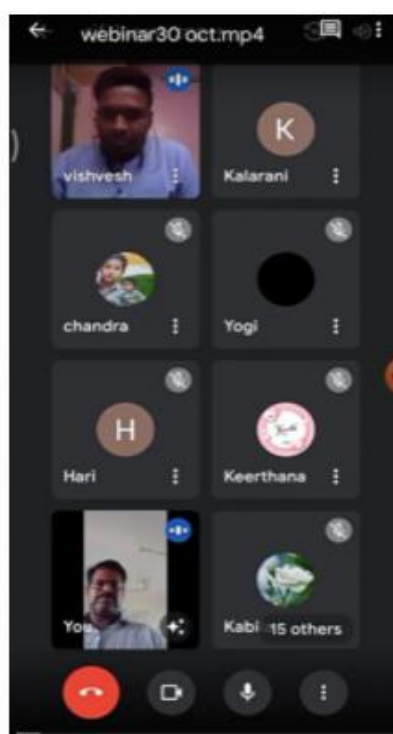 webinar30 oct.mp4
vishvesh
K
Kalarani
chandra
Yogi
H
Hari
Keerthana
You
Kabi 15 others